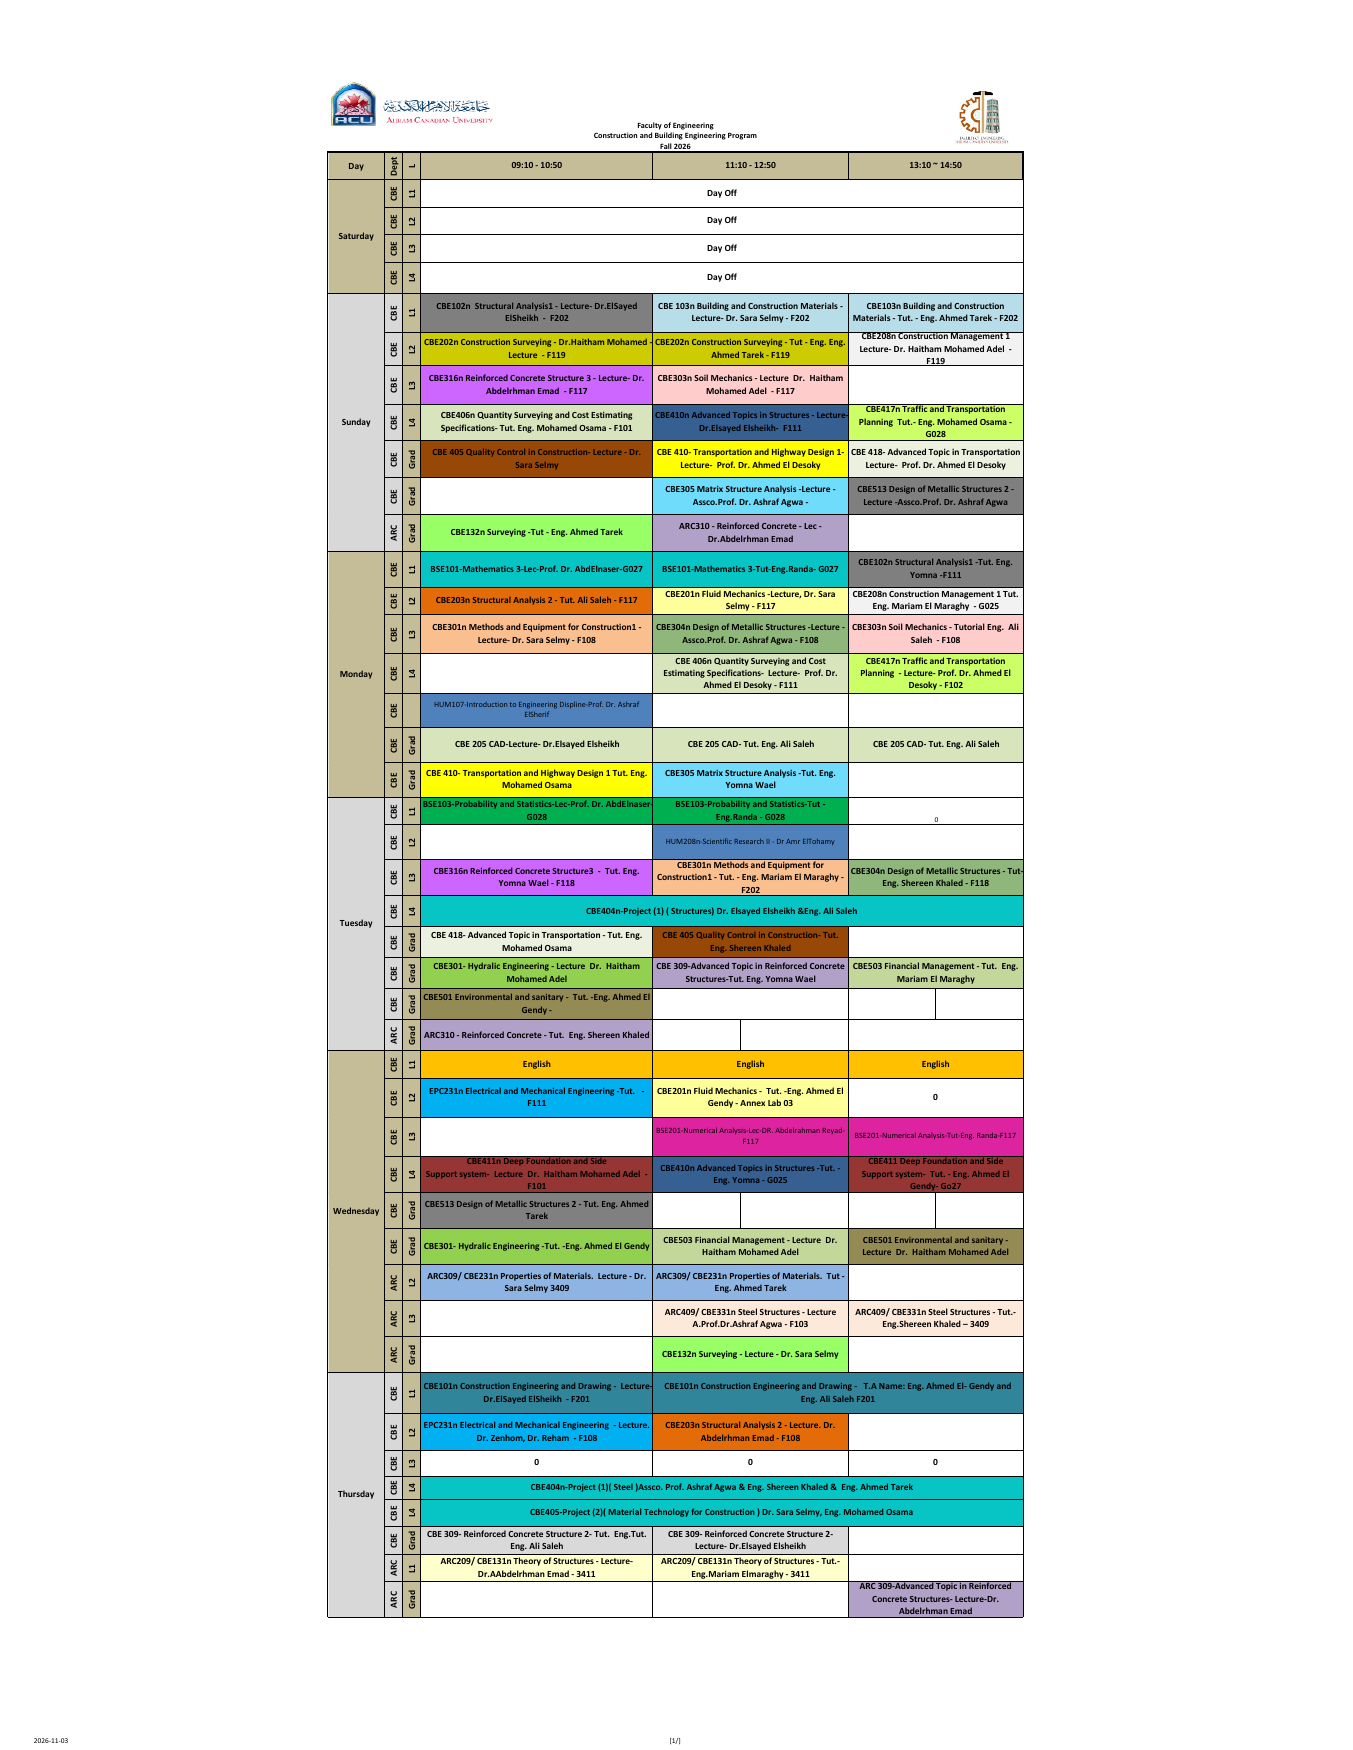 ACU
جامعة الاهرام الكندية
AHRAM CANADIAN UNIVERSITY
Faculty of Engineering
Construction and Building Engineering Program
Fall 2026
Day Dept L 09:10 - 10:50 11:10 - 12:50 13:10 ~ 14:50
Saturday
CBE L1 Day Off
CBE L2 Day Off
CBE L3 Day Off
CBE L4 Day Off
Sunday
CBE L1
CBE102n Structural Analysis1 - Lecture- Dr.ElSayed
ElSheikh - F202
CBE 103n Building and Construction Materials -
Lecture- Dr. Sara Selmy - F202
CBE103n Building and Construction
Materials - Tut. - Eng. Ahmed Tarek - F202
CBE L2
CBE202n Construction Surveying - Dr.Haitham Mohamed -
Lecture - F119
CBE202n Construction Surveying - Tut - Eng. Eng.
Ahmed Tarek - F119
CBE208n Construction Management 1
Lecture- Dr. Haitham Mohamed Adel -
F119
CBE L3
CBE316n Reinforced Concrete Structure 3 - Lecture- Dr.
Abdelrhman Emad - F117
CBE303n Soil Mechanics - Lecture Dr. Haitham
Mohamed Adel - F117
CBE L4
CBE406n Quantity Surveying and Cost Estimating
Specifications- Tut. Eng. Mohamed Osama - F101
CBE410n Advanced Topics in Structures - Lecture-
Dr.Elsayed Elsheikh- F111
CBE417n Traffic and Transportation
Planning Tut.- Eng. Mohamed Osama -
G028
CBE Grad
CBE 405 Quality Control in Construction- Lecture - Dr.
Sara Selmy
CBE 410- Transportation and Highway Design 1-
Lecture- Prof. Dr. Ahmed El Desoky
CBE 418- Advanced Topic in Transportation
Lecture- Prof. Dr. Ahmed El Desoky
CBE Grad
CBE305 Matrix Structure Analysis -Lecture -
Assco.Prof. Dr. Ashraf Agwa -
CBE513 Design of Metallic Structures 2 -
Lecture -Assco.Prof. Dr. Ashraf Agwa
ARC Grad
CBE132n Surveying -Tut - Eng. Ahmed Tarek
ARC310 - Reinforced Concrete - Lec -
Dr.Abdelrhman Emad
Monday
CBE L1
BSE101-Mathematics 3-Lec-Prof. Dr. AbdElnaser-G027
BSE101-Mathematics 3-Tut-Eng.Randa- G027
CBE102n Structural Analysis1 -Tut. Eng.
Yomna -F111
CBE L2
CBE203n Structural Analysis 2 - Tut. Ali Saleh - F117
CBE201n Fluid Mechanics -Lecture, Dr. Sara
Selmy - F117
CBE208n Construction Management 1 Tut.
Eng. Mariam El Maraghy - G025
CBE L3
CBE301n Methods and Equipment for Construction1 -
Lecture- Dr. Sara Selmy - F108
CBE304n Design of Metallic Structures -Lecture -
Assco.Prof. Dr. Ashraf Agwa - F108
CBE303n Soil Mechanics - Tutorial Eng. Ali
Saleh - F108
CBE L4
CBE 406n Quantity Surveying and Cost
Estimating Specifications- Lecture- Prof. Dr.
Ahmed El Desoky - F111
CBE417n Traffic and Transportation
Planning - Lecture- Prof. Dr. Ahmed El
Desoky - F102
CBE
HUM107-Introduction to Engineering Displine-Prof. Dr. Ashraf
ElSherif
CBE Grad
CBE 205 CAD-Lecture- Dr.Elsayed Elsheikh
CBE 205 CAD- Tut. Eng. Ali Saleh
CBE 205 CAD- Tut. Eng. Ali Saleh
CBE Grad
CBE 410- Transportation and Highway Design 1 Tut. Eng.
Mohamed Osama
CBE305 Matrix Structure Analysis -Tut. Eng.
Yomna Wael
Tuesday
CBE L1
BSE103-Probability and Statistics-Lec-Prof. Dr. AbdElnaser-
G028
BSE103-Probability and Statistics-Tut -
Eng.Randa - G028
0
CBE L2
HUM208n-Scientific Research II - Dr Amr ElTohamy
CBE L3
CBE316n Reinforced Concrete Structure3 - Tut. Eng.
Yomna Wael - F118
CBE301n Methods and Equipment for
Construction1 - Tut. - Eng. Mariam El Maraghy -
F202
CBE304n Design of Metallic Structures - Tut-
Eng. Shereen Khaled - F118
CBE L4
CBE404n-Project (1) ( Structures) Dr. Elsayed Elsheikh &Eng. Ali Saleh
CBE Grad
CBE 418- Advanced Topic in Transportation - Tut. Eng.
Mohamed Osama
CBE 405 Quality Control in Construction- Tut.
Eng. Shereen Khaled
CBE Grad
CBE301- Hydralic Engineering - Lecture Dr. Haitham
Mohamed Adel
CBE 309-Advanced Topic in Reinforced Concrete
Structures-Tut. Eng. Yomna Wael
CBE503 Financial Management - Tut. Eng.
Mariam El Maraghy
CBE Grad
CBE501 Environmental and sanitary - Tut. -Eng. Ahmed El
Gendy -
ARC Grad
ARC310 - Reinforced Concrete - Tut. Eng. Shereen Khaled
Wednesday
CBE L1
English
English
English
CBE L2
EPC231n Electrical and Mechanical Engineering -Tut. -
F111
CBE201n Fluid Mechanics - Tut. -Eng. Ahmed El
Gendy - Annex Lab 03
0
CBE L3
BSE201-Numerical Analysis-Lec-DR. Abdelrahman Reyad-
F117
BSE201-Numerical Analysis-Tut-Eng. Randa-F117
CBE L4
CBE411n Deep Foundation and Side
Support system- Lecture Dr. Haitham Mohamed Adel -
F101
CBE410n Advanced Topics in Structures -Tut. -
Eng. Yomna - G025
CBE411 Deep Foundation and Side
Support system- Tut. - Eng. Ahmed El
Gendy- Go27
CBE Grad
CBE513 Design of Metallic Structures 2 - Tut. Eng. Ahmed
Tarek
CBE Grad
CBE301- Hydralic Engineering -Tut. -Eng. Ahmed El Gendy
CBE503 Financial Management - Lecture Dr.
Haitham Mohamed Adel
CBE501 Environmental and sanitary -
Lecture Dr. Haitham Mohamed Adel
ARC L2
ARC309/ CBE231n Properties of Materials. Lecture - Dr.
Sara Selmy 3409
ARC309/ CBE231n Properties of Materials. Tut -
Eng. Ahmed Tarek
ARC L3
ARC409/ CBE331n Steel Structures - Lecture
A.Prof.Dr.Ashraf Agwa - F103
ARC409/ CBE331n Steel Structures - Tut.-
Eng.Shereen Khaled – 3409
ARC Grad
CBE132n Surveying - Lecture - Dr. Sara Selmy
Thursday
CBE L1
CBE101n Construction Engineering and Drawing - Lecture-
Dr.ElSayed ElSheikh - F201
CBE101n Construction Engineering and Drawing - T.A Name: Eng. Ahmed El- Gendy and
Eng. Ali Saleh F201
CBE L2
EPC231n Electrical and Mechanical Engineering - Lecture.
Dr. Zenhom, Dr. Reham - F108
CBE203n Structural Analysis 2 - Lecture. Dr.
Abdelrhman Emad - F108
CBE L3
0
0
0
CBE L4
CBE404n-Project (1)( Steel )Assco. Prof. Ashraf Agwa & Eng. Shereen Khaled & Eng. Ahmed Tarek
CBE L4
CBE405-Project (2)( Material Technology for Construction ) Dr. Sara Selmy, Eng. Mohamed Osama
CBE Grad
CBE 309- Reinforced Concrete Structure 2- Tut. Eng.Tut.
Eng. Ali Saleh
CBE 309- Reinforced Concrete Structure 2-
Lecture- Dr.Elsayed Elsheikh
ARC L1
ARC209/ CBE131n Theory of Structures - Lecture-
Dr.AAbdelrhman Emad - 3411
ARC209/ CBE131n Theory of Structures - Tut.-
Eng.Mariam Elmaraghy - 3411
ARC Grad
ARC 309-Advanced Topic in Reinforced
Concrete Structures- Lecture-Dr.
Abdelrhman Emad
2026-11-03
[1/]